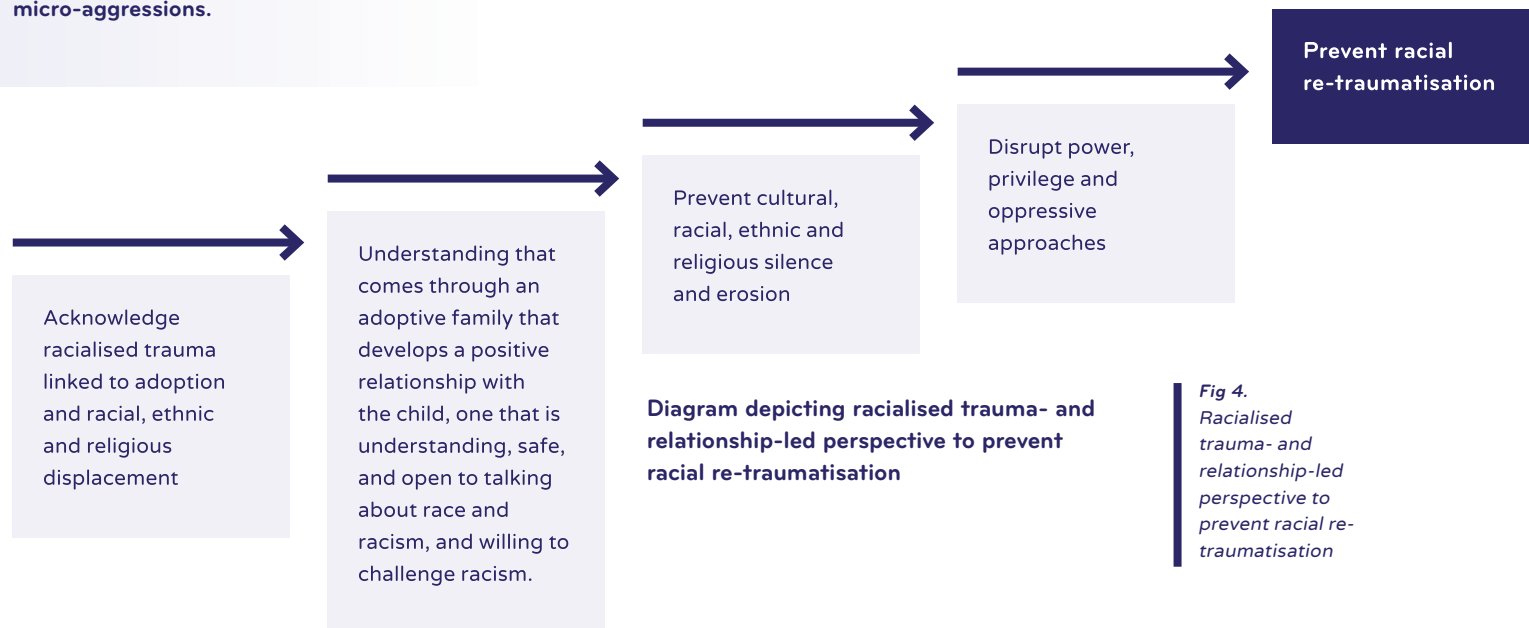 micro-aggressions.
Acknowledge
racialised trauma
linked to adoption
and racial, ethnic
and religious
displacement
Understanding that
comes through an
adoptive family that
develops a positive
relationship with
the child, one that is
understanding, safe,
and open to talking
about race and
racism, and willing to
challenge racism.
Prevent cultural,
racial, ethnic and
religious silence
and erosion
Disrupt power,
privilege and
oppressive
approaches
Prevent racial
re-traumatisation
Diagram depicting racialised trauma- and
relationship-led perspective to prevent
racial re-traumatisation
Fig 4.
Racialised
trauma- and
relationship-led
perspective to
prevent racial re-
traumatisation